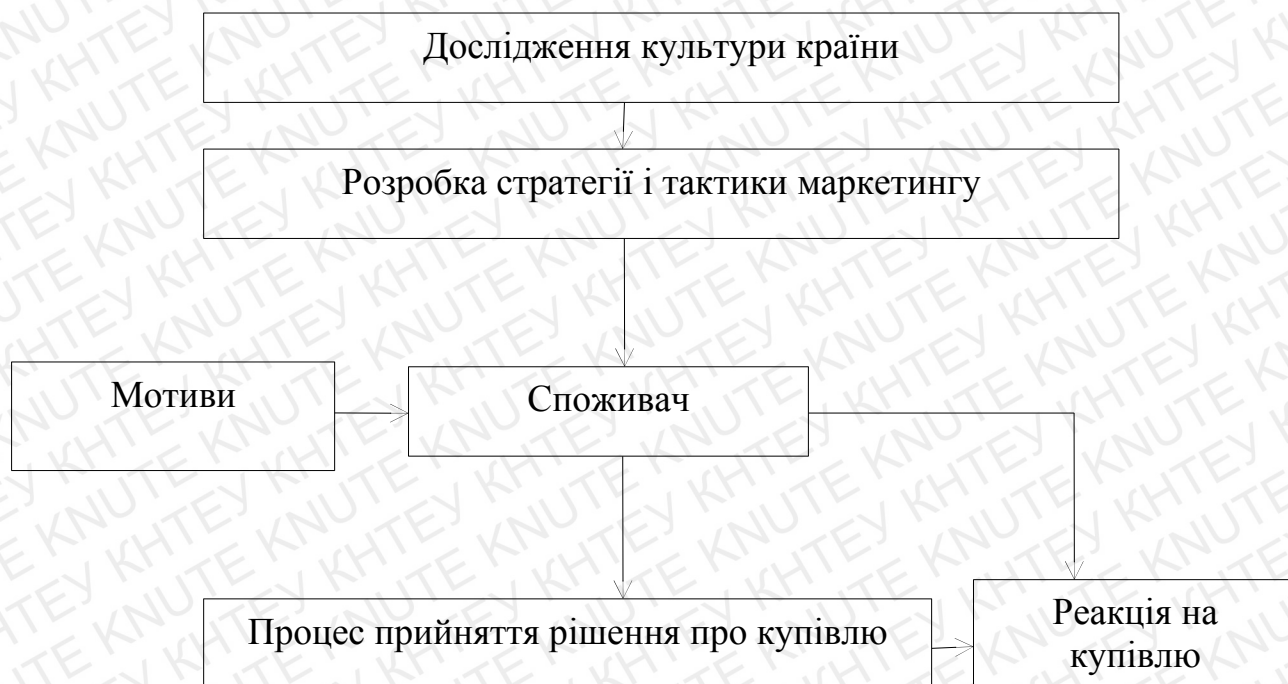 Дослідження культури країни
Розробка стратегії і тактики маркетингу
Мотиви
Споживач
Процес прийняття рішення про купівлю
Реакція на
купівлю